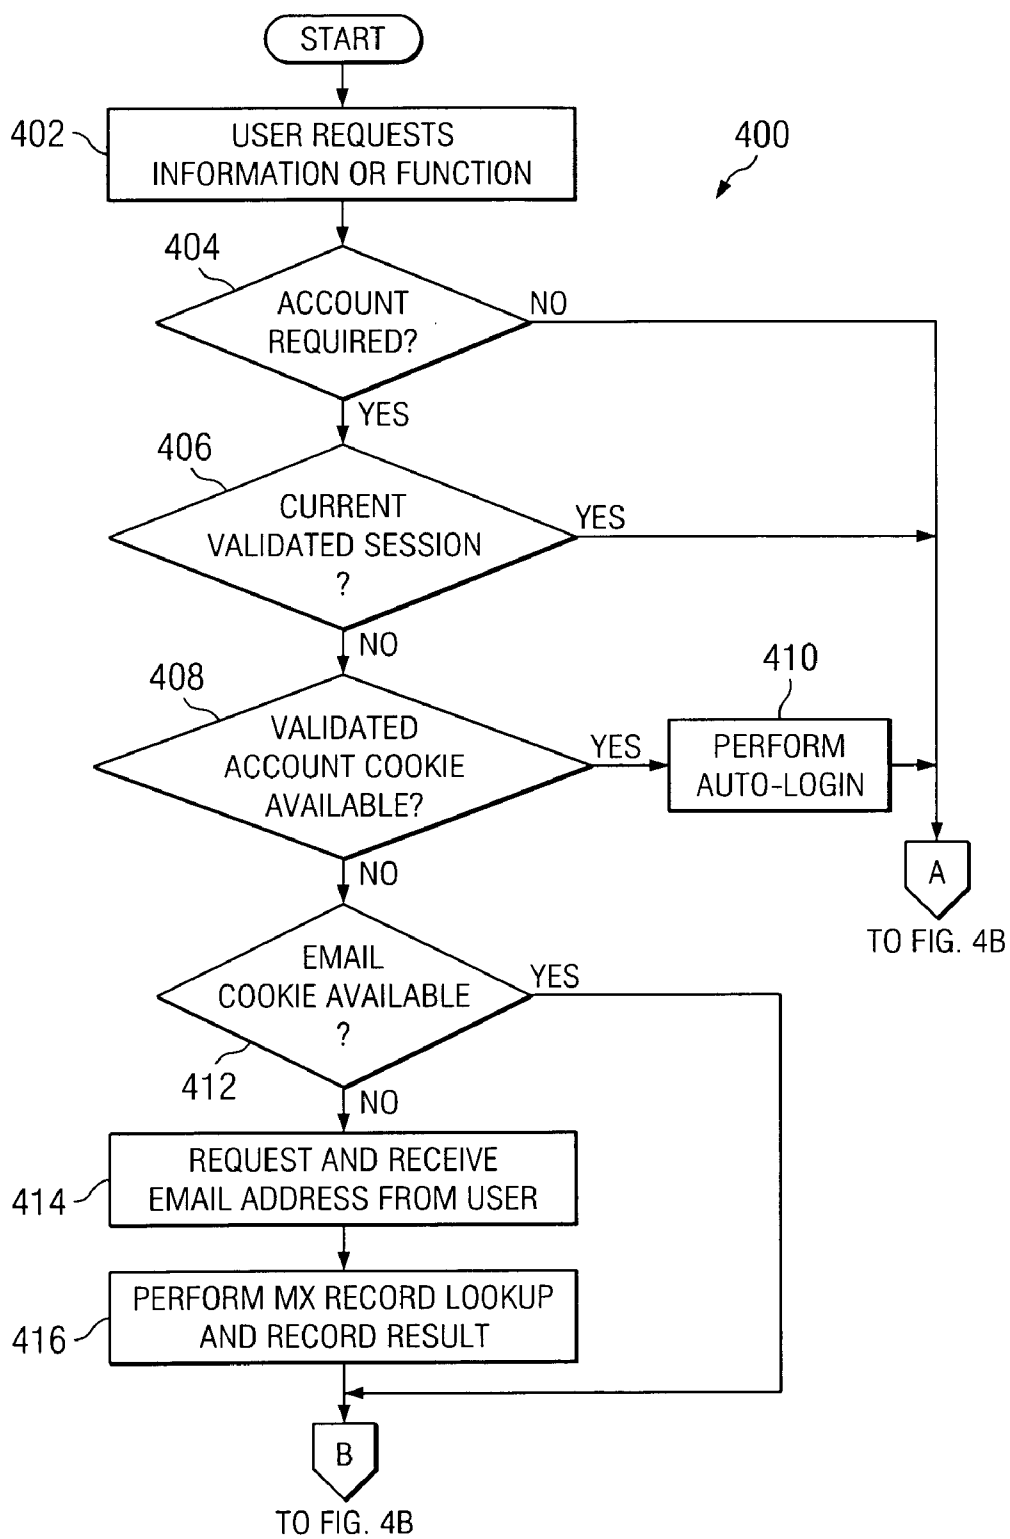 START
402
USER REQUESTS
INFORMATION OR FUNCTION
400
404
ACCOUNT
REQUIRED?
NO
YES
406
CURRENT
VALIDATED SESSION
?
YES
NO
408
VALIDATED
ACCOUNT COOKIE
AVAILABLE?
YES
410
PERFORM
AUTO-LOGIN
NO
A
TO FIG. 4B
EMAIL
COOKIE AVAILABLE
?
YES
412
NO
414
REQUEST AND RECEIVE
EMAIL ADDRESS FROM USER
416
PERFORM MX RECORD LOOKUP
AND RECORD RESULT
B
TO FIG. 4B